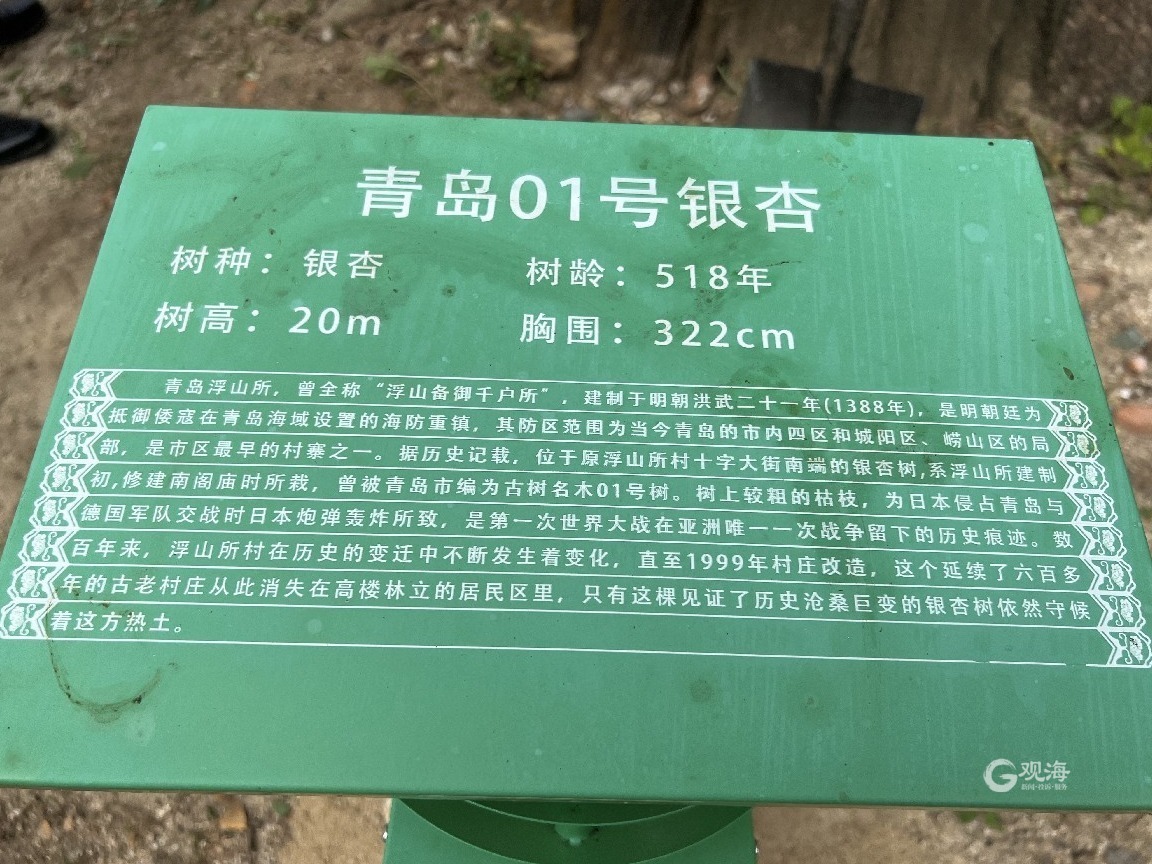 青岛01号银杏
树种：银杏 树龄：518年
树高：20m 胸围：322cm
青岛浮山所，曾全称“浮山备御千户所”，建制于明朝洪武二十一年(1388年)，是明朝廷为
抵御倭寇在青岛海域设置的海防重镇，其防区范围为当今青岛的市内四区和城阳区、崂山区的局
部，是市区最早的村寨之一。据历史记载，位于原浮山所村十字大街南端的银杏树,系浮山所建制
初,修建南阁庙时所栽，曾被青岛市编为古树名木01号树。树上较粗的枯枝，为日本侵占青岛与
德国军队交战时日本炮弹轰炸所致，是第一次世界大战在亚洲唯一一次战争留下的历史痕迹。数
百年来，浮山所村在历史的变迁中不断发生着变化，直至1999年村庄改造，这个延续了六百多
年的古老村庄从此消失在高楼林立的居民区里，只有这棵见证了历史沧桑巨变的银杏树依然守候
着这方热土。
观海
新闻·投诉·服务